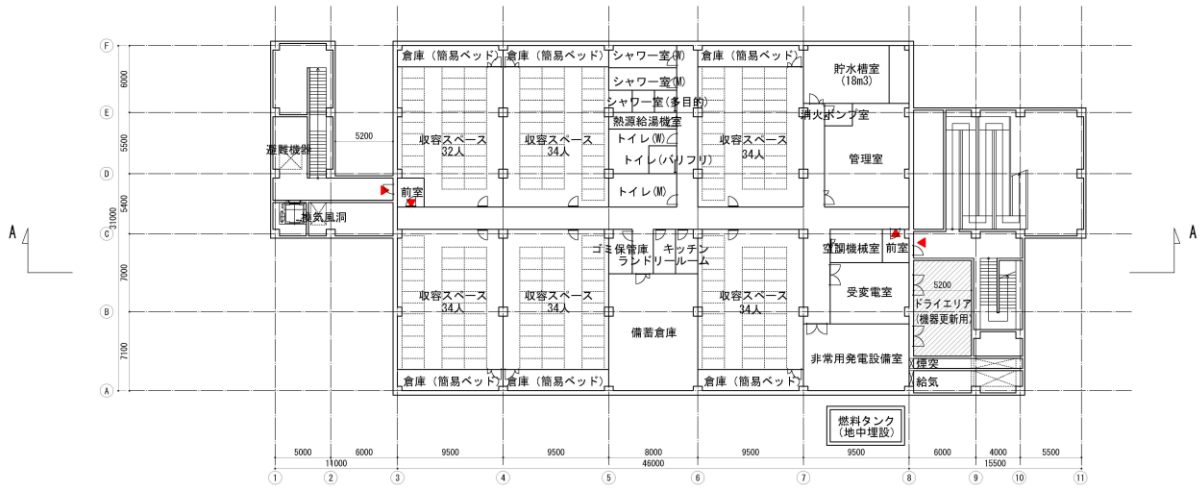 F
E
D
C
B
A
6000
5500
5400
31000
7000
7100
5200
倉庫(簡易ベッド)
倉庫(簡易ベッド)
シャワー室(W)
倉庫(簡易ベッド)
シャワー室(M)
シャワー室(多目的)
熱源給湯機室
貯水槽室
(18m3)
消火ポンプ室
避難機器
収容スペース
32人
収容スペース
34人
トイレ(W)
トイレ(バリフリ)
トイレ(M)
収容スペース
34人
管理室
前室
換気風洞
A
A
ゴミ保管庫
キッチン
ランドリールーム
空調機械室
前室
収容スペース
34人
収容スペース
34人
収容スペース
34人
受変電室
5200
ドライエリア
(機器更新用)
備蓄倉庫
非常用発電設備室
煙突
給気
倉庫(簡易ベッド)
倉庫(簡易ベッド)
倉庫(簡易ベッド)
燃料タンク
(地中埋設)
5000
6000
9500
9500
8000
9500
9500
6000
4000
5500
11000
46000
15500
1
2
3
4
5
6
7
8
9
10
11